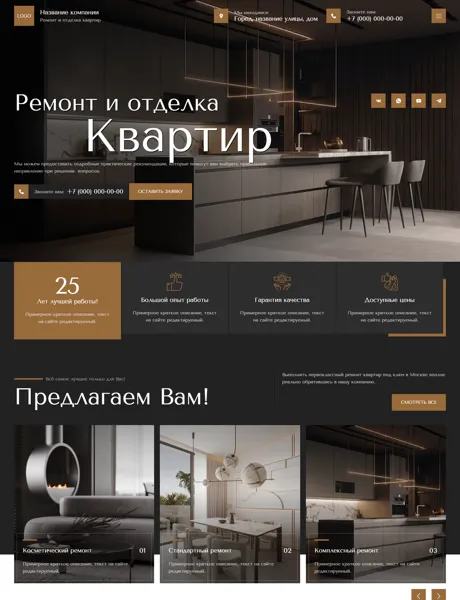 LOGO
Название компании
Ремонт и отделка квартир
Мы находимся
Город, название улицы, дом
Звоните нам
+7 (000) 000-00-00
Ремонт и отделка
Квартир
Мы можем предоставить подробные практические рекомендации, которые помогут вам выбрать правильное
направление при решении вопросов.
Звоните нам
+7 (000) 000-00-00
ОСТАВИТЬ ЗАЯВКУ
25
Лет лучшей работы!
Примерное краткое описание, текст
на сайте редактируемый.
Большой опыт работы
Примерное краткое описание, текст
на сайте редактируемый.
Гарантия качества
Примерное краткое описание, текст
на сайте редактируемый.
Доступные цены
Примерное краткое описание, текст
на сайте редактируемый.
Всё самое лучшее только для Вас!
Предлагаем Вам!
Выполнить первоклассный ремонт квартир под ключ в Москве вполне
реально обратившись в нашу компанию.
СМОТРЕТЬ ВСЕ
Косметический ремонт
01
Примерное краткое описание, текст на сайте
редактируемый.
Стандартный ремонт
02
Примерное краткое описание, текст на сайте
редактируемый.
Комплексный ремонт
03
Примерное краткое описание, текст на сайте
редактируемый.